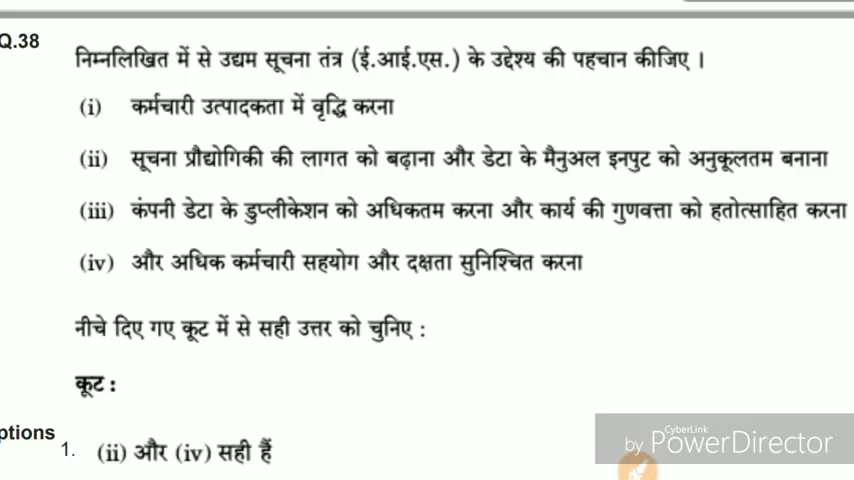 Q.38
निम्नलिखित में से उद्यम सूचना तंत्र (ई.आई.एस.) के उद्देश्य की पहचान कीजिए ।
(i) कर्मचारी उत्पादकता में वृद्धि करना
(ii) सूचना प्रौद्योगिकी की लागत को बढ़ाना और डेटा के मैनुअल इनपुट को अनुकूलतम बनाना
(iii) कंपनी डेटा के डुप्लीकेशन को अधिकतम करना और कार्य की गुणवत्ता को हतोत्साहित करना
(iv) और अधिक कर्मचारी सहयोग और दक्षता सुनिश्चित करना
नीचे दिए गए कूट में से सही उत्तर को चुनिए :
कूट :
ptions
1. (ii) और (iv) सही हैं
CyberLink
by PowerDirector